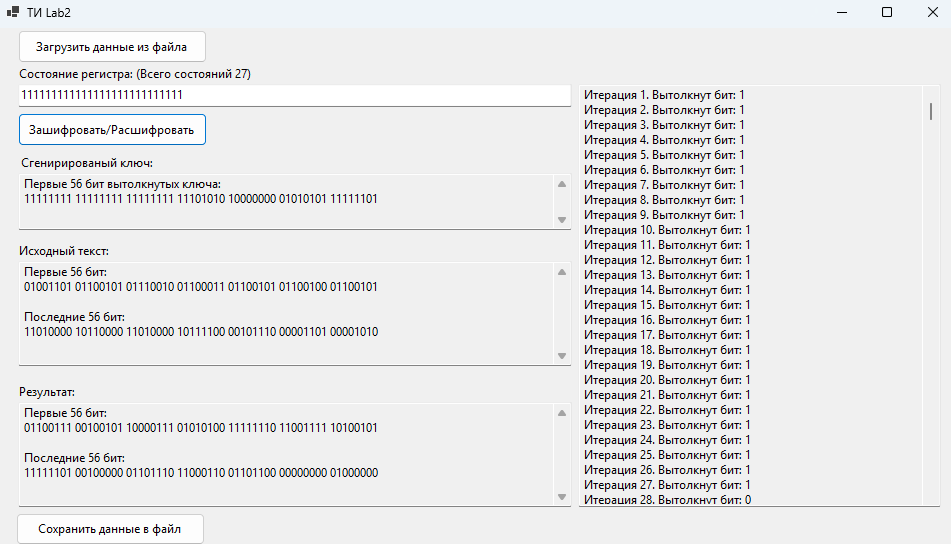 ТИ Lab2
Загрузить данные из файла
Состояние регистра: (Всего состояний 27)
111111111111111111111111111
Зашифровать/Расшифровать
Сгенирированый ключ:
Первые 56 бит вытолкнутых ключа:
11111111 11111111 11111111 11101010 10000000 01010101 11111101
Исходный текст:
Первые 56 бит:
01001101 01100101 01110010 01100011 01100101 01100100 01100101
Последние 56 бит:
11010000 10110000 11010000 10111100 00101110 00001101 00001010
Результат:
Первые 56 бит:
01100111 00100101 10000111 01010100 11111110 11001111 10100101
Последние 56 бит:
11111101 00100000 01101110 11000110 01101100 00000000 01000000
Сохранить данные в файл
Итерация 1. Вытолкнут бит: 1
Итерация 2. Вытолкнут бит: 1
Итерация 3. Вытолкнут бит: 1
Итерация 4. Вытолкнут бит: 1
Итерация 5. Вытолкнут бит: 1
Итерация 6. Вытолкнут бит: 1
Итерация 7. Вытолкнут бит: 1
Итерация 8. Вытолкнут бит: 1
Итерация 9. Вытолкнут бит: 1
Итерация 10. Вытолкнут бит: 1
Итерация 11. Вытолкнут бит: 1
Итерация 12. Вытолкнут бит: 1
Итерация 13. Вытолкнут бит: 1
Итерация 14. Вытолкнут бит: 1
Итерация 15. Вытолкнут бит: 1
Итерация 16. Вытолкнут бит: 1
Итерация 17. Вытолкнут бит: 1
Итерация 18. Вытолкнут бит: 1
Итерация 19. Вытолкнут бит: 1
Итерация 20. Вытолкнут бит: 1
Итерация 21. Вытолкнут бит: 1
Итерация 22. Вытолкнут бит: 1
Итерация 23. Вытолкнут бит: 1
Итерация 24. Вытолкнут бит: 1
Итерация 25. Вытолкнут бит: 1
Итерация 26. Вытолкнут бит: 1
Итерация 27. Вытолкнут бит: 1
Итерация 28. Вытолкнут бит: 0